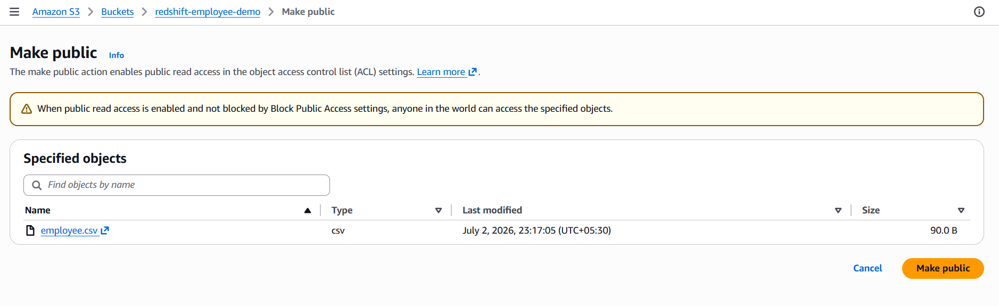 Amazon S3 > Buckets > redshift-employee-demo > Make public
Make public Info
The make public action enables public read access in the object access control list (ACL) settings. Learn more .
When public read access is enabled and not blocked by Block Public Access settings, anyone in the world can access the specified objects.
Specified objects
Find objects by name
Name Type Last modified Size
employee.csv csv July 2, 2026, 23:17:05 (UTC+05:30) 90.0 B
Cancel Make public